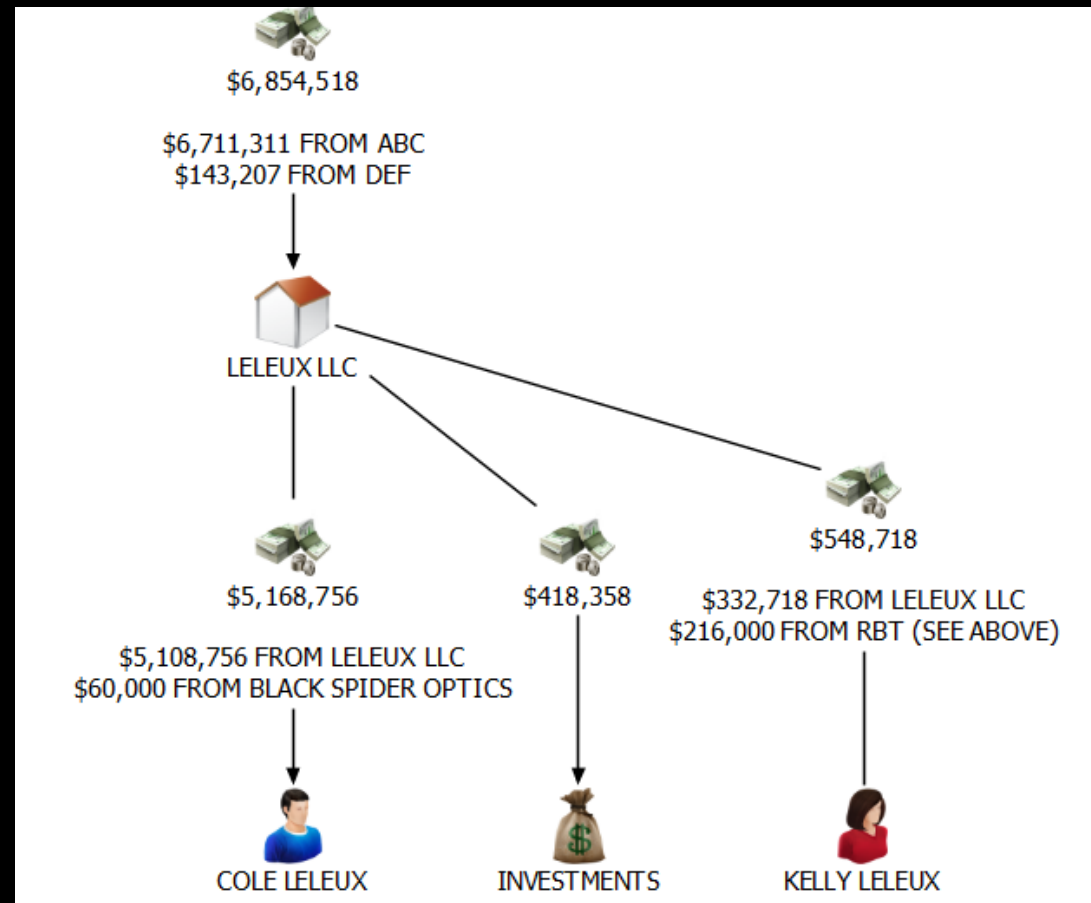 $6,854,518
$6,711,311 FROM ABC
$143,207 FROM DEF
LELEUX LLC
$548,718
$332,718 FROM LELEUX LLC
$216,000 FROM RBT (SEE ABOVE)
$5,168,756
$5,108,756 FROM LELEUX LLC
$60,000 FROM BLACK SPIDER OPTICS
$418,358
COLE LELEUX
INVESTMENTS
KELLY LELEUX